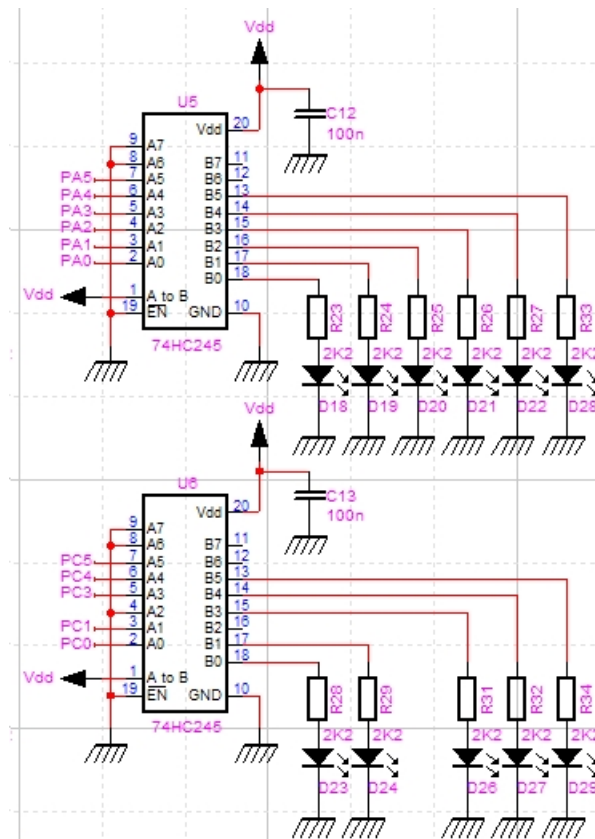 Vdd
U5
C12
100n
Vdd 20
9 A7
8 A6
PA5 7 A5
PA4 6 A4
PA3 5 A3
PA2 4 A2
PA1 3 A1
PA0 2 A0
B7 11
B6 12
B5 13
B4 14
B3 15
B2 16
B1 17
B0 18
Vdd 1 A to B
19 EN GND 10
74HC245
R23 R24 R25 R26 R27 R33
2K2 2K2 2K2 2K2 2K2 2K2
D18 D19 D20 D21 D22 D28
Vdd
U6
C13
100n
Vdd 20
9 A7
8 A6
PC5 7 A5
PC4 6 A4
PC3 5 A3
4 A2
PC1 3 A1
PC0 2 A0
B7 11
B6 12
B5 13
B4 14
B3 15
B2 16
B1 17
B0 18
Vdd 1 A to B
19 EN GND 10
74HC245
R28 R29 R31 R32 R34
2K2 2K2 2K2 2K2 2K2
D23 D24 D26 D27 D29